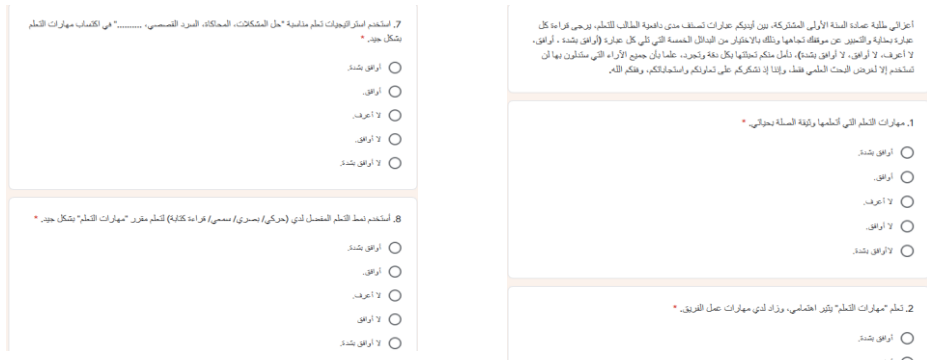 أعزائي طلبة عمادة السنة الأولى المشتركة، بين أيديكم عبارات تصف مدى دافعية الطالب للتعلم، يرجى قراءة كل
عبارة بعناية والتعبير عن موقفك تجاهها وذلك بالاختيار من البدائل الخمسة التي تلي كل عبارة (أوافق بشدة ، أوافق،
لا أعرف، لا أوافق، لا أوافق بشدة)، نأمل منكم تعبئتها بكل دقة وتجرد، علما بأن جميع الآراء التي ستدلون بها لن
تستخدم إلا لغرض البحث العلمي فقط، وإننا إذ نشكركم على تعاونكم واستجاباتكم، وفقكم الله.
1. مهارات التعلم التي أتعلمها وثيقة الصلة بحياتي. *
أوافق بشدة.
أوافق.
لا أعرف.
لا أوافق.
لا أوافق بشدة.
2. تعلم "مهارات التعلم" يثير اهتمامي، وزاد لدي مهارات عمل الفريق. *
أوافق بشدة.
7. استخدم استراتيجيات تعلم مناسبة "حل المشكلات، المحاكاة، السرد القصصي، .........." في اكتساب مهارات التعلم
بشكل جيد. *
أوافق بشدة.
أوافق.
لا أعرف.
لا أوافق.
لا أوافق بشدة.
8. أستخدم نمط التعلم المفضل لدي (حركي/ بصري/ سمعي/ قراءة كتابة) لتعلم مقرر "مهارات التعلم" بشكل جيد. *
أوافق بشدة.
أوافق.
لا أعرف.
لا أوافق
لا أوافق بشدة.